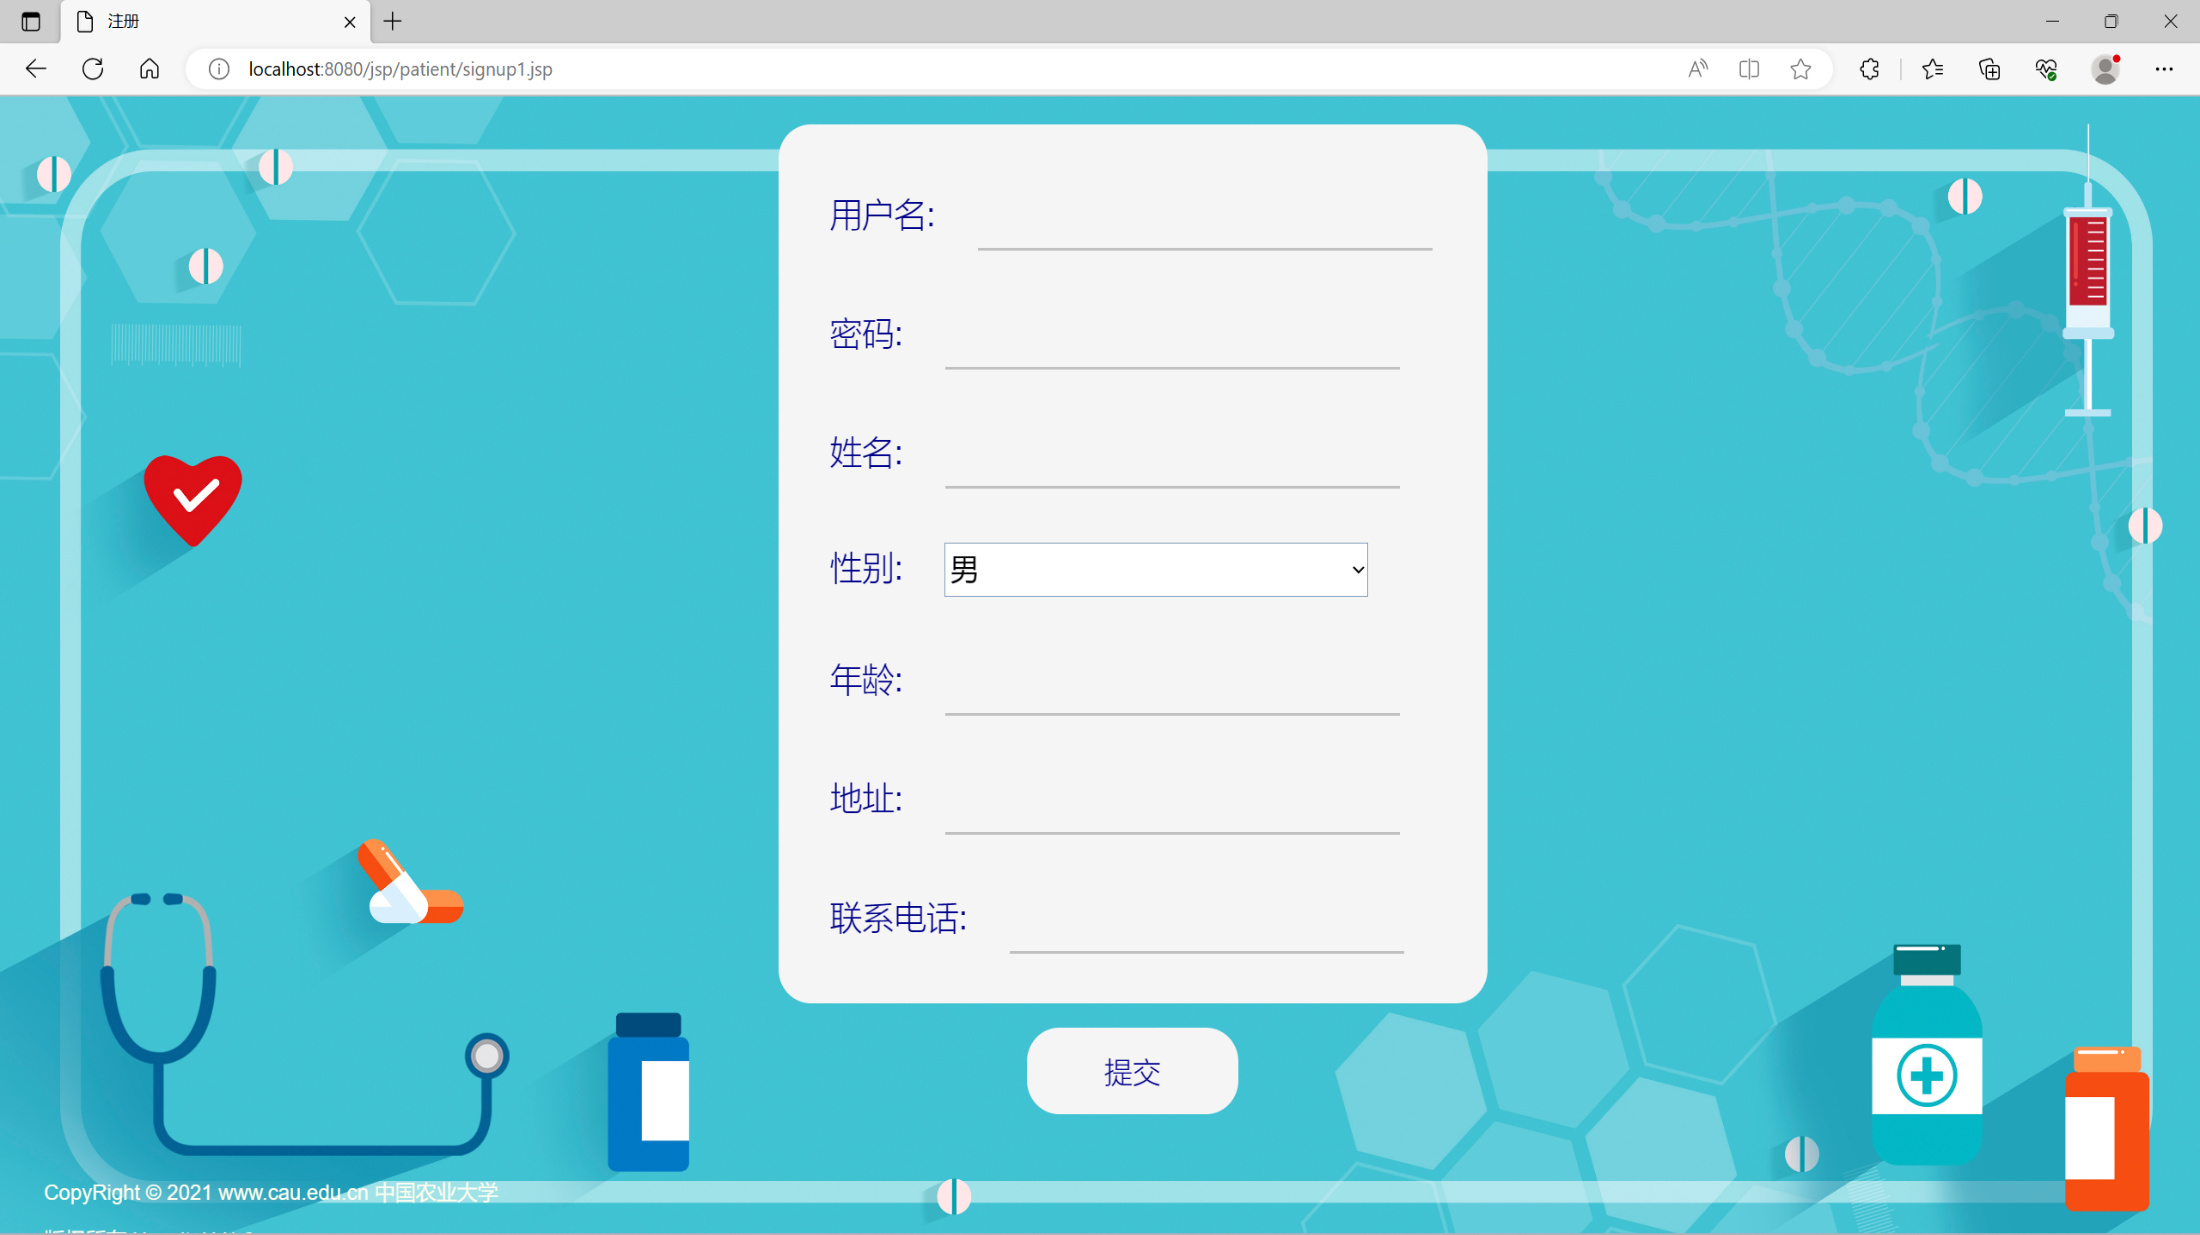 注册
localhost:8080/jsp/patient/signup1.jsp
用户名:
密码:
姓名:
性别: 男
年龄:
地址:
联系电话:
提交
CopyRight © 2021 www.cau.edu.cn 中国农业大学